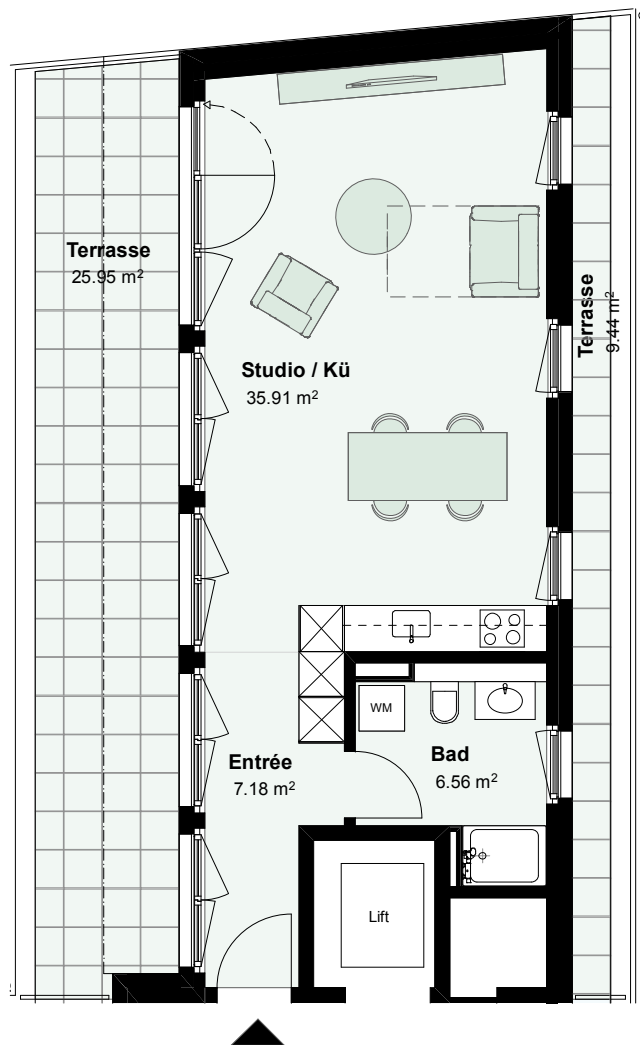 Terrasse
25.95 m²
Terrasse
9.44 m²
Studio / Kü
35.91 m²
WM
Entrée
7.18 m²
Bad
6.56 m²
Lift